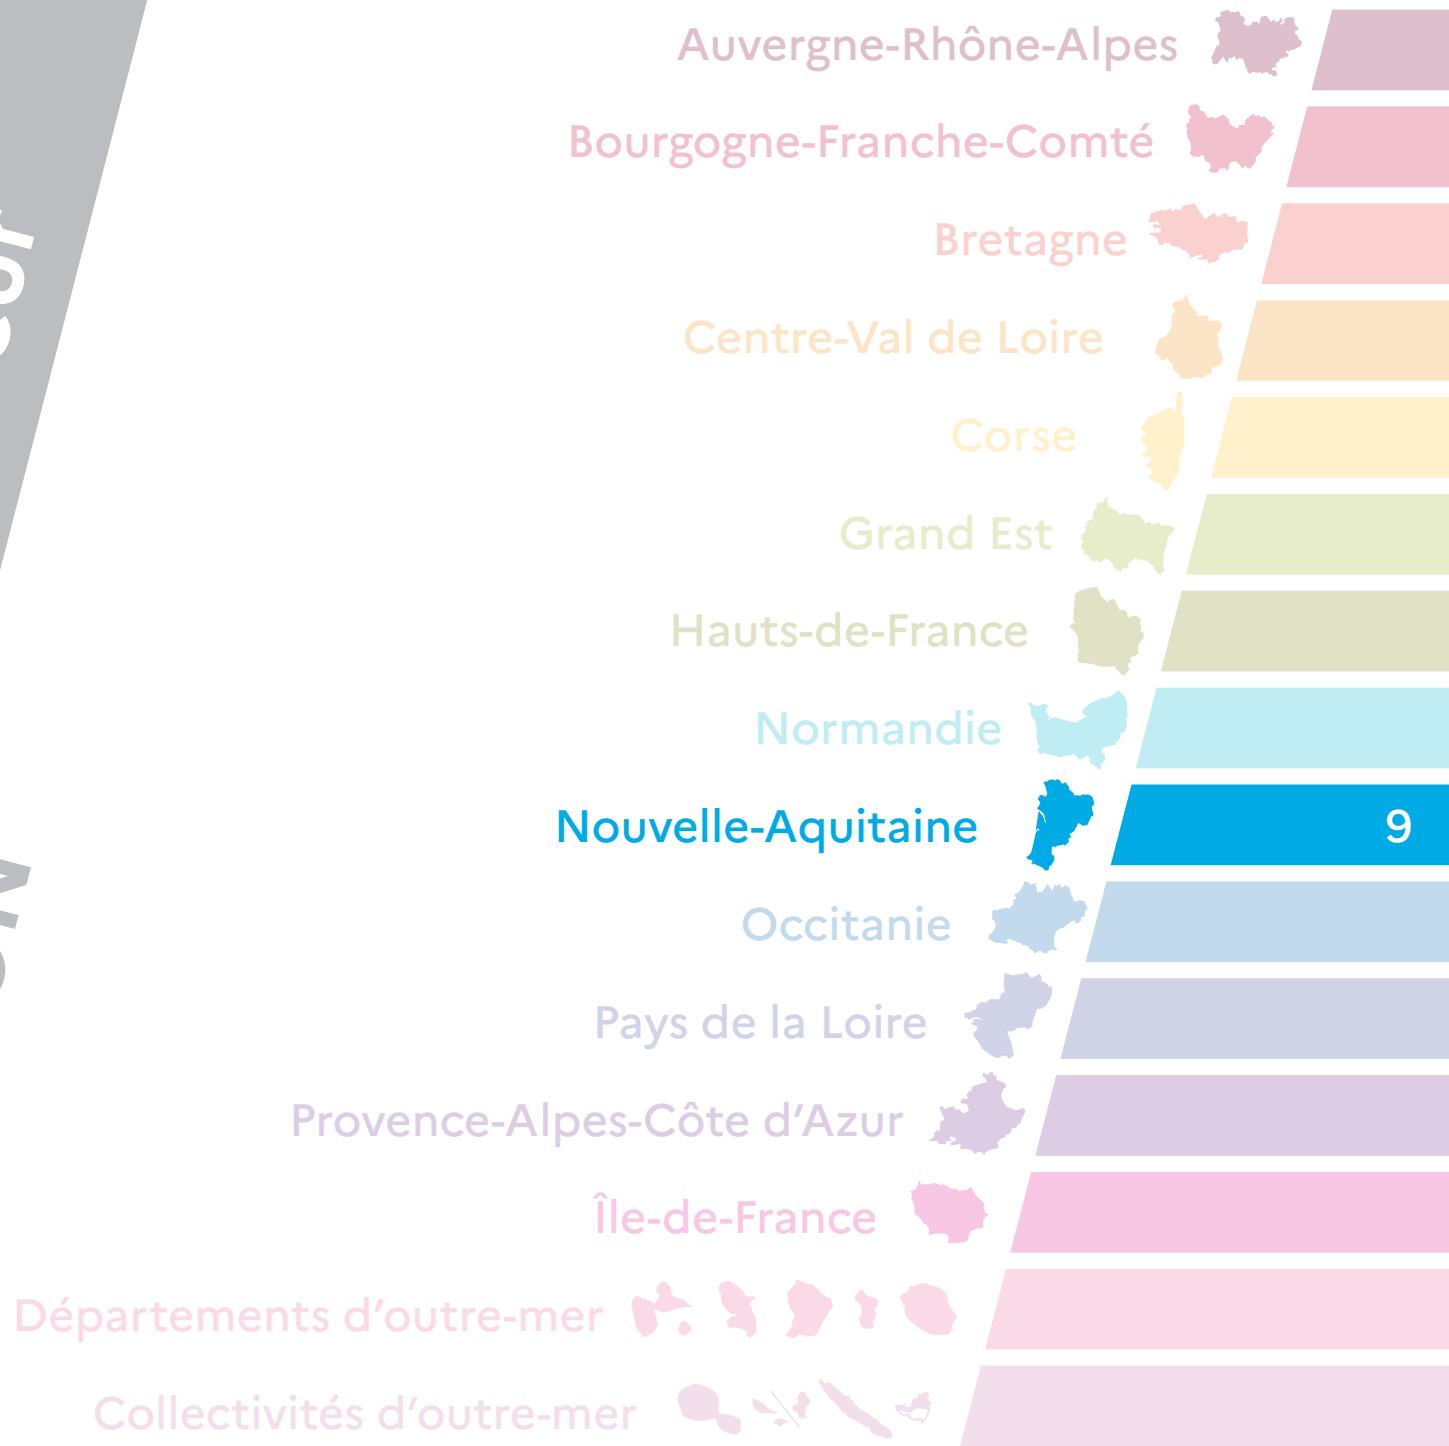 Auvergne-Rhône-Alpes
Bourgogne-Franche-Comté
Bretagne
Centre-Val de Loire
Corse
Grand Est
Hauts-de-France
Normandie
Nouvelle-Aquitaine 9
Occitanie
Pays de la Loire
Provence-Alpes-Côte d’Azur
Île-de-France
Départements d’outre-mer
Collectivités d’outre-mer